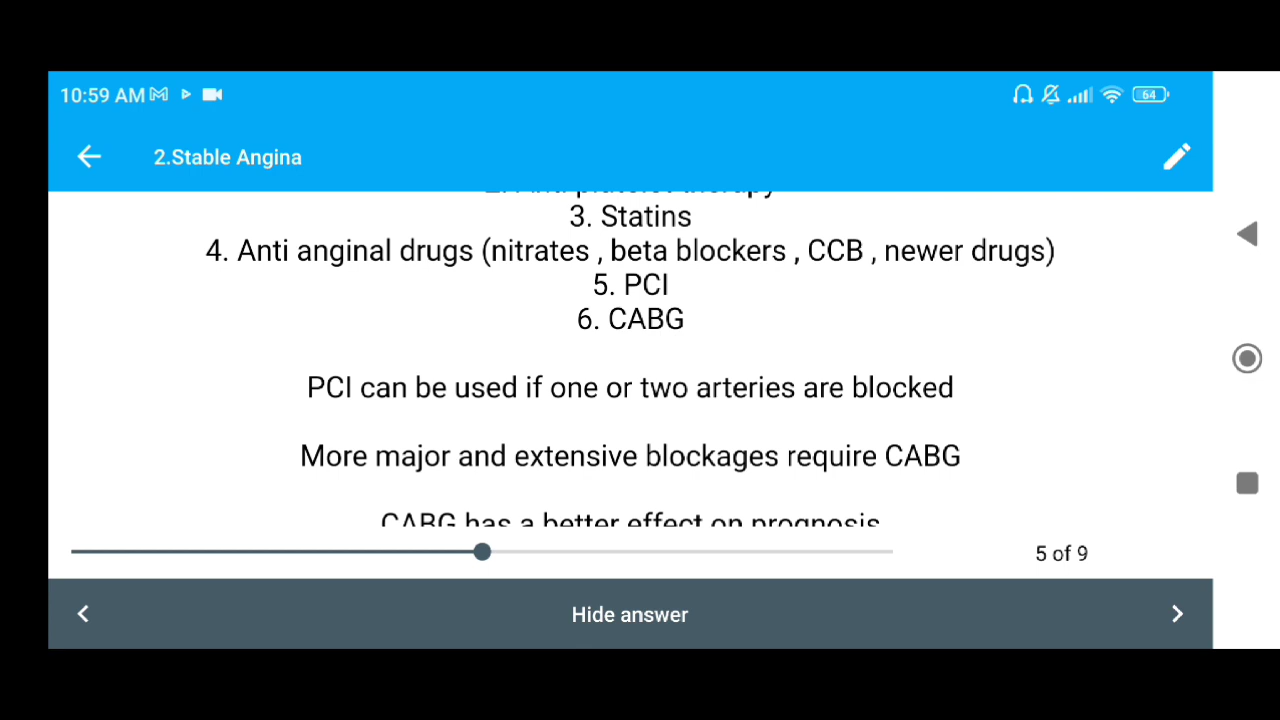 10:59 AM
64
2.Stable Angina
3. Statins
4. Anti anginal drugs (nitrates , beta blockers , CCB , newer drugs)
5. PCI
6. CABG
PCI can be used if one or two arteries are blocked
More major and extensive blockages require CABG
CABG has a better effect on prognosis
5 of 9
Hide answer